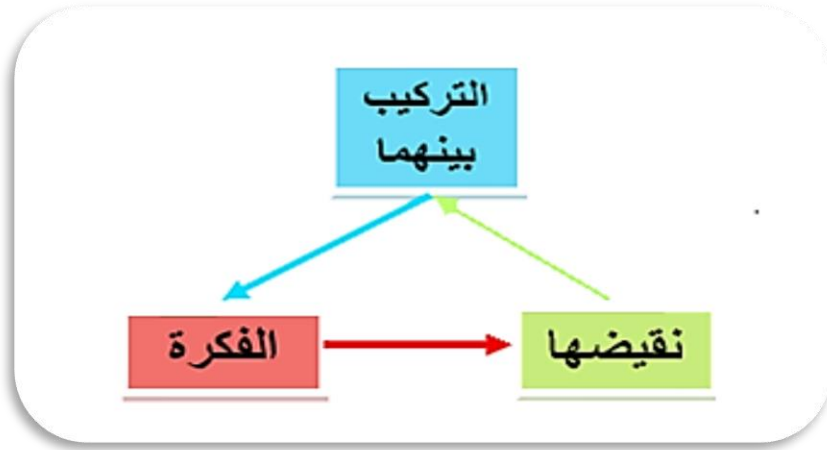 التركيب
بينهما
الفكرة
نقيضها